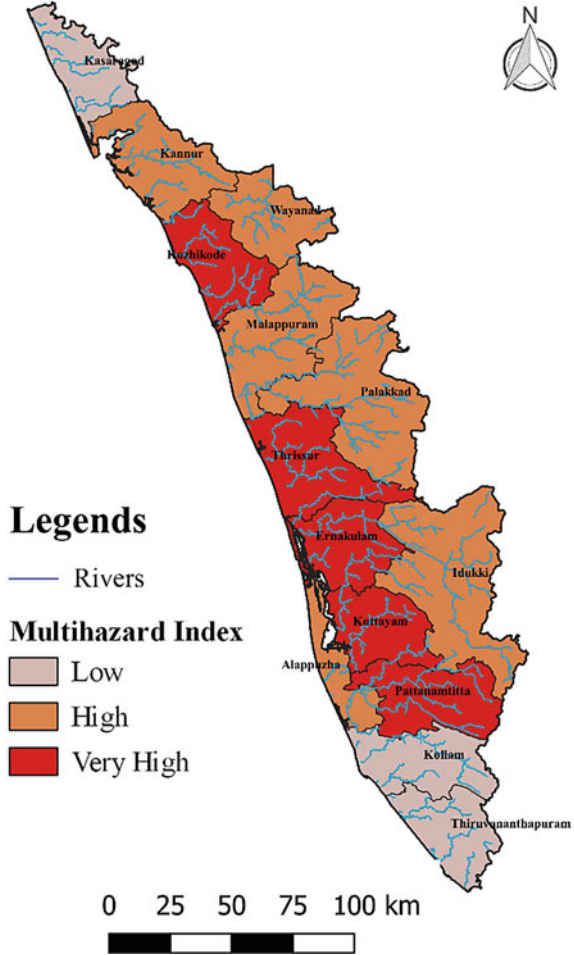 N
Kasaragod
Kannur
Wayanad
Kozhikode
Malappuram
Palakkad
Thrissur
Legends
Ernakulam
Rivers
Idukki
Multihazard Index
Kottayam
Low
Alappuzha
Pattanamtitta
High
Very High
Kollam
Thiruvananthapuram
0 25 50 75 100 km